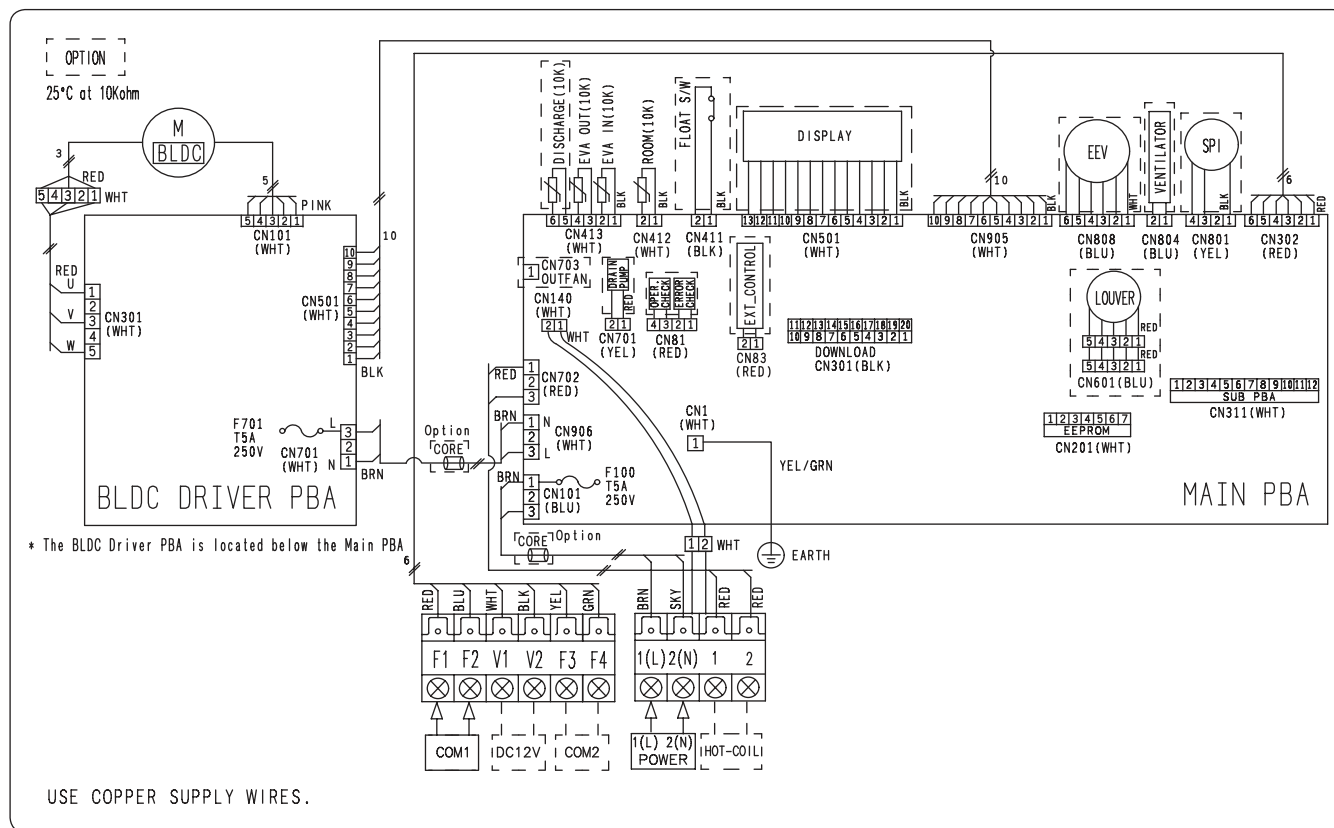 OPTION
25°C at 10Kohm
M
BLDC
3
RED
5 4 3 2 1
WHT
5
PINK
5 4 3 2 1
CN101
(WHT)
10
10
9
8
7
6
5
4
3
2
1
CN501
(WHT)
BLK
RED
U
V
W
1
2
3
4
5
CN301
(WHT)
F701
T5A
250V
L
3
2
1
N
CN701
(WHT)
BRN
BLDC DRIVER PBA
* The BLDC Driver PBA is located below the Main PBA
DISCHARGE(10K)
EVA OUT(10K)
EVA IN(10K)
BLK
6 5 4 3 2 1
CN413
(WHT)
ROOM(10K)
BLK
2 1
CN412
(WHT)
FLOAT S/W
BLK
2 1
CN411
(BLK)
DISPLAY
BLK
13 12 11 10 9 8 7 6 5 4 3 2 1
CN501
(WHT)
10
BLK
10 9 8 7 6 5 4 3 2 1
CN905
(WHT)
EEV
WHT
6 5 4 3 2 1
CN808
(BLU)
VENTILATOR
2 1
CN804
(BLU)
SPI
BLK
4 3 2 1
CN801
(YEL)
6
RED
6 5 4 3 2 1
CN302
(RED)
1
CN703
OUTFAN
CN140
(WHT)
2 1
WHT
DRAIN
PUMP
RED
2 1
CN701
(YEL)
OPER.
CHECK
ERROR
CHECK
4 3 2 1
CN81
(RED)
EXT_CONTROL
2 1
CN83
(RED)
11 12 13 14 15 16 17 18 19 20
10 9 8 7 6 5 4 3 2 1
DOWNLOAD
CN301(BLK)
LOUVER
RED
5 4 3 2 1
RED
5 4 3 2 1
CN601(BLU)
1 2 3 4 5 6 7 8 9 10 11 12
SUB PBA
CN311(WHT)
1 2 3 4 5 6 7
EEPROM
CN201(WHT)
RED
1
2
3
CN702
(RED)
BRN
1
2
3
N
L
CN906
(WHT)
Option
CORE
BRN
1
2
3
CN101
(BLU)
F100
T5A
250V
CORE
Option
CN1
(WHT)
1
YEL/GRN
EARTH
MAIN PBA
1 2
WHT
6
RED
BLU
WHT
BLK
YEL
GRN
F1 F2 V1 V2 F3 F4
COM1
DC12V
COM2
BRN
SKY
RED
RED
1(L) 2(N) 1 2
1(L) 2(N)
POWER
HOT-COIL
USE COPPER SUPPLY WIRES.